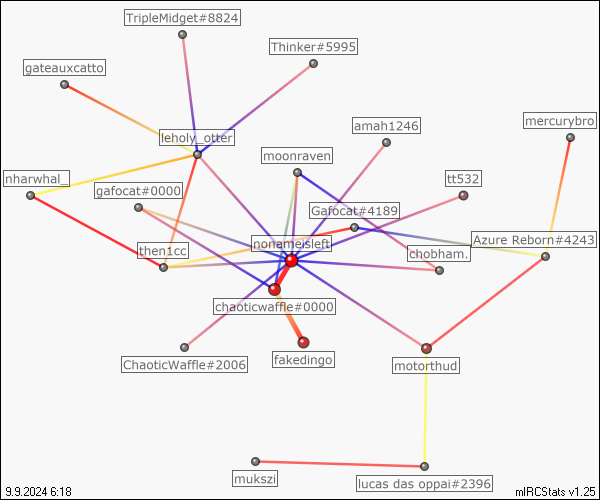 TripleMidget#8824
Thinker#5995
gateauxcatto
mercurybro
amah1246
leholy_otter
moonraven
nharwhal_
tt532
gafocat#0000
Gafocat#4189
Azure Reborn#4243
nonameisleft
then1cc
chobham.
chaoticwaffle#0000
ChaoticWaffle#2006
fakedingo
motorthud
mukszi
lucas das oppai#2396
9.9.2024 6:18
mIRCStats v1.25